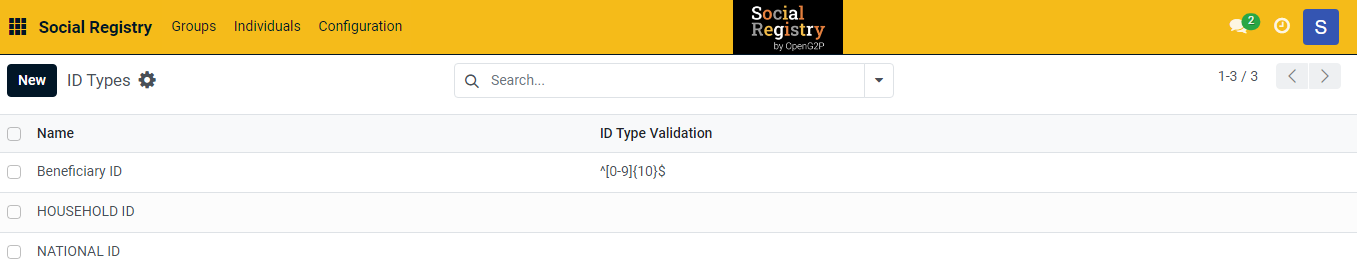 Social Registry Groups Individuals Configuration
Social
Registry
by OpenG2P
2
S
New ID Types
Search...
1-3 / 3
Name ID Type Validation
Beneficiary ID ^[0-9]{10}$
HOUSEHOLD ID
NATIONAL ID